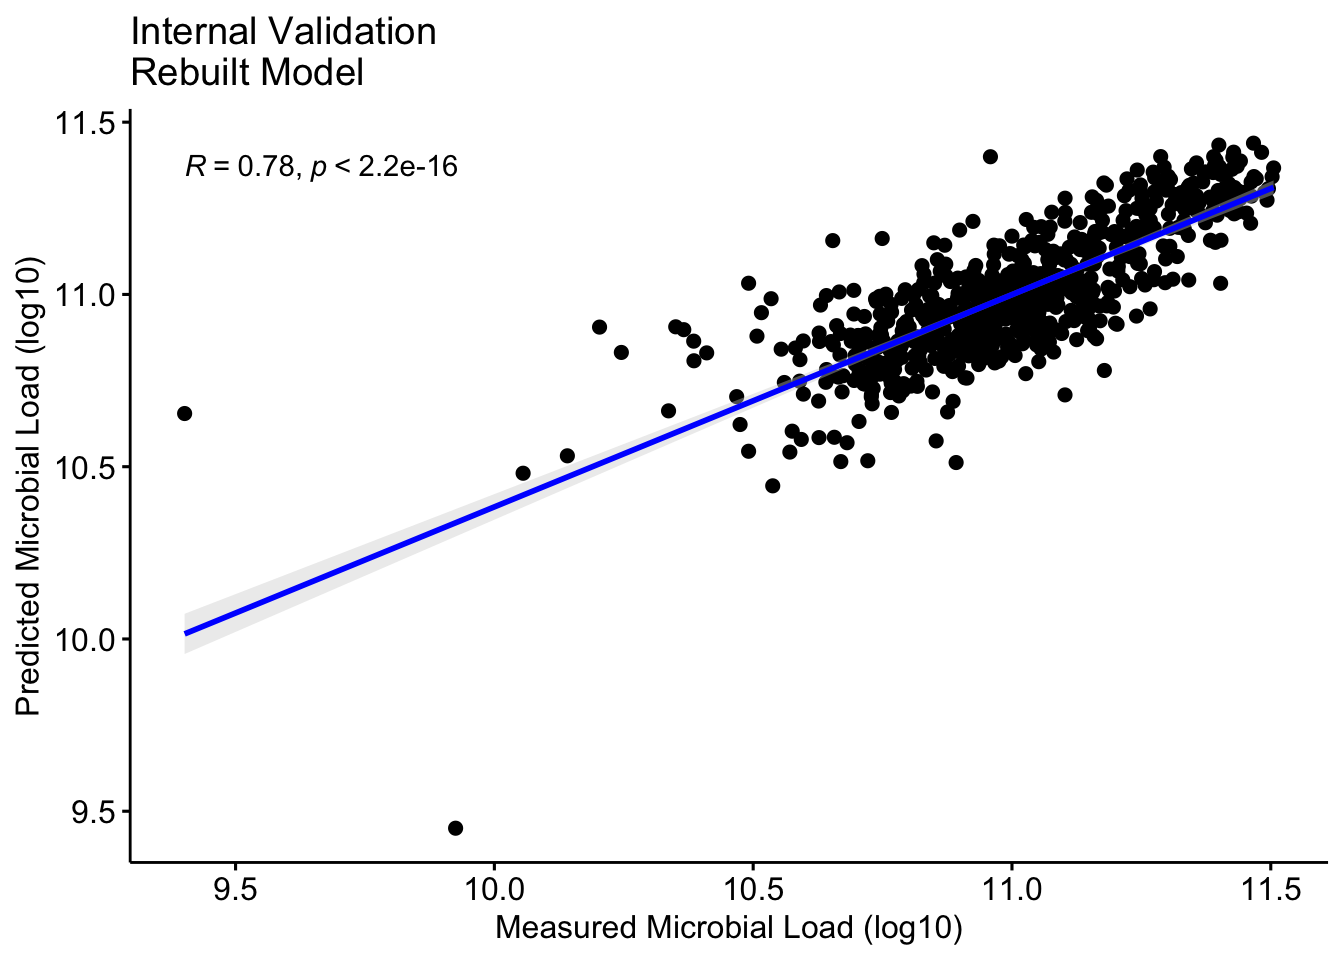 Internal Validation
Rebuilt Model
R = 0.78, p < 2.2e-16
Predicted Microbial Load (log10)
11.5
11.0
10.5
10.0
9.5
9.5 10.0 10.5 11.0 11.5
Measured Microbial Load (log10)